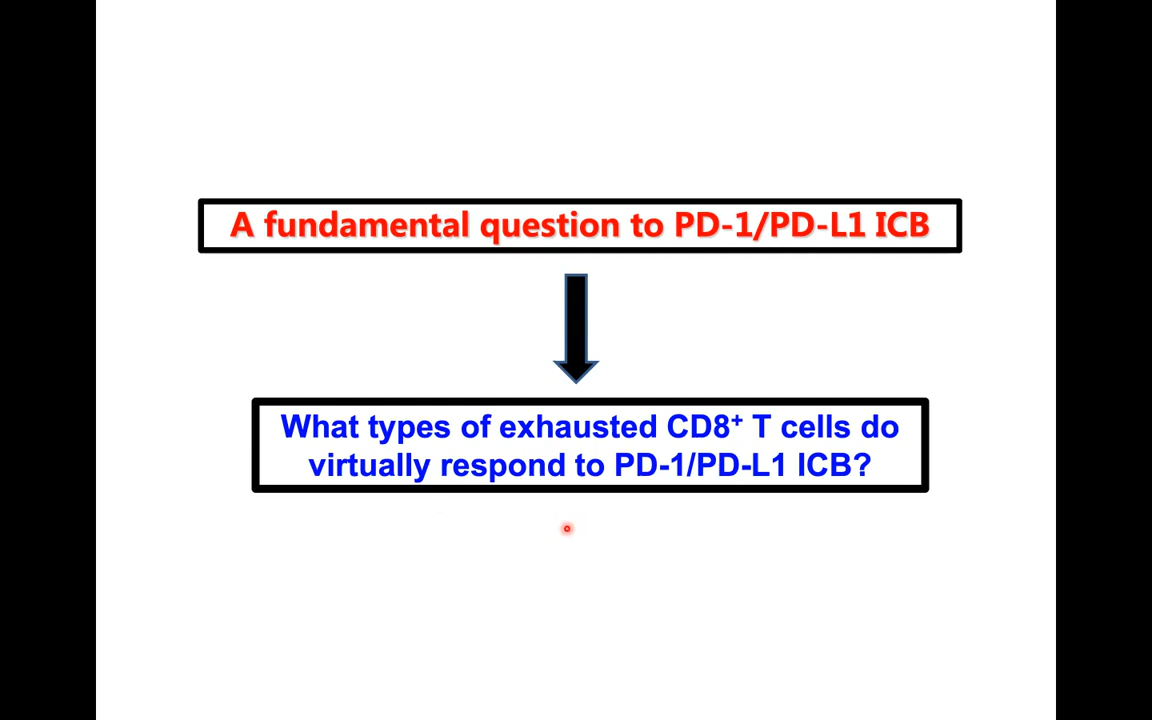 A fundamental question to PD-1/PD-L1 ICB
What types of exhausted CD8⁺ T cells do
virtually respond to PD-1/PD-L1 ICB?